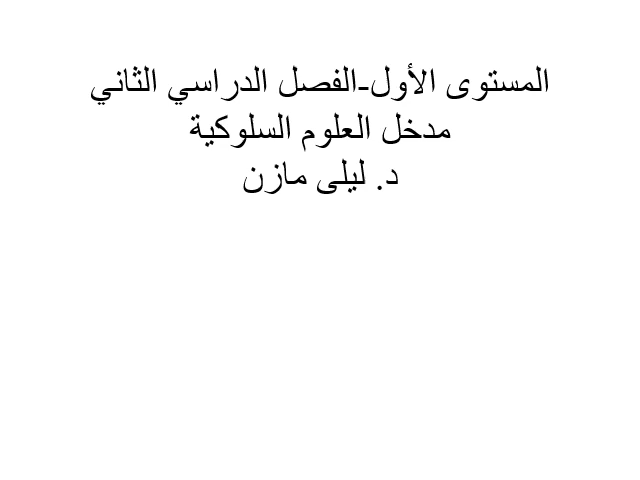 المستوى الأول-الفصل الدراسي الثاني
مدخل العلوم السلوكية
د. ليلى مازن